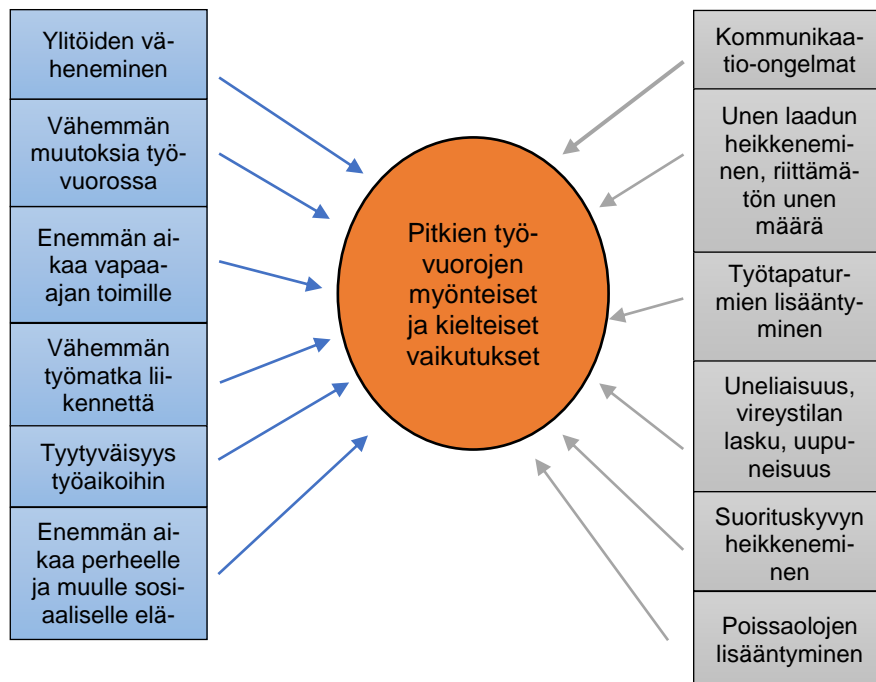 Ylitöiden vä-
heneminen
Vähemmän
muutoksia työ-
vuorossa
Enemmän ai-
kaa vapaa-
ajan toimille
Vähemmän
työmatka lii-
kennettä
Tyytyväisyys
työaikoihin
Enemmän ai-
kaa perheelle
ja muulle sosi-
aaliselle elä-
Pitkien työ-
vuorojen
myönteiset
ja kielteiset
vaikutukset
Kommunikaa-
tio-ongelmat
Unen laadun
heikkenemi-
nen, riittämä-
tön unen
määrä
Työtapatur-
mien lisäänty-
minen
Uneliaisuus,
vireystilan
lasku, uupu-
neisuus
Suorituskyvyn
heikkenemi-
nen
Poissaolojen
lisääntyminen